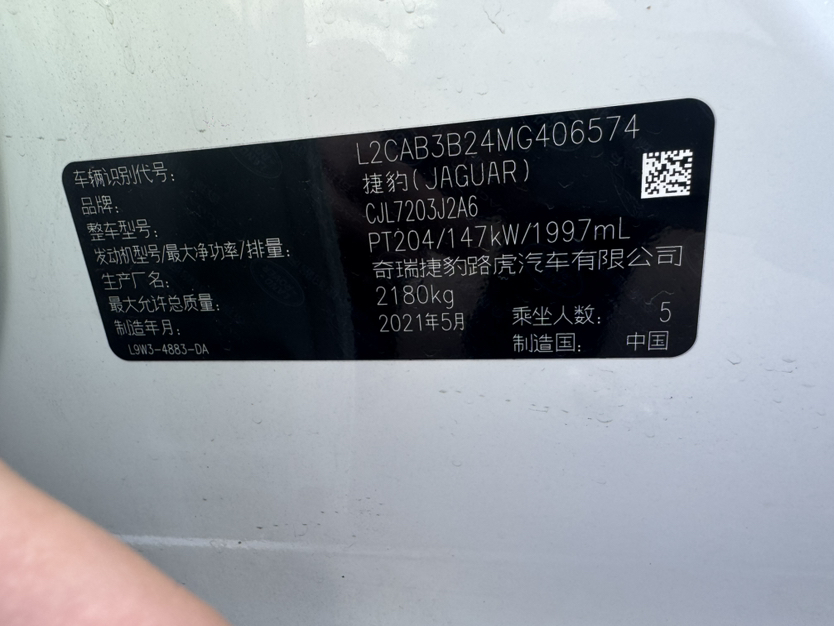 车辆识别代号: L2CAB3B24MG406574
品牌: 捷豹(JAGUAR)
整车型号: CJL7203J2A6
发动机型号/最大净功率/排量: PT204/147kW/1997mL
生产厂名: 奇瑞捷豹路虎汽车有限公司
最大允许总质量: 2180kg
制造年月: 2021年5月 乘坐人数: 5
L9W3-4883-DA 制造国: 中国